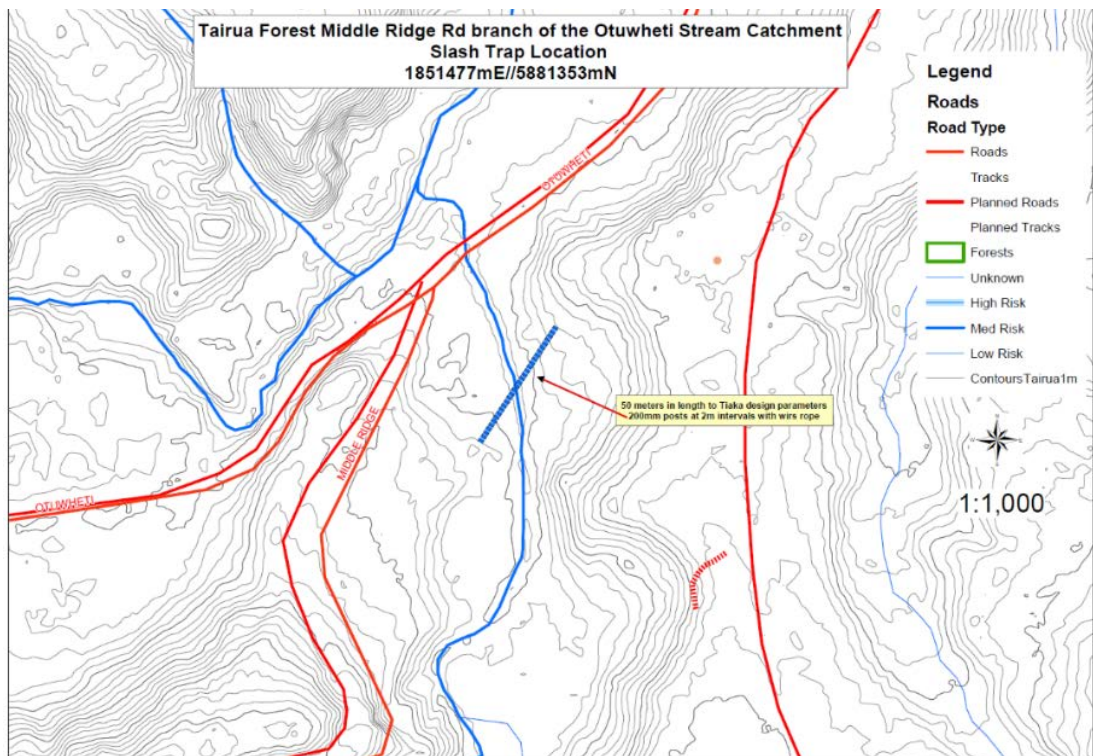 Tairua Forest Middle Ridge Rd branch of the Otuwheti Stream Catchment
Slash Trap Location
1851477mE//5881353mN
Legend
Roads
Road Type
Roads
Tracks
Planned Roads
Planned Tracks
Forests
Unknown
High Risk
Med Risk
Low Risk
ContoursTairua1m
1:1,000
OTUWHETI
50 meters in length to Tiaka design parameters
200mm posts at 2m intervals with wirs rope
MIDDLE RIDGE
OTUWHETI